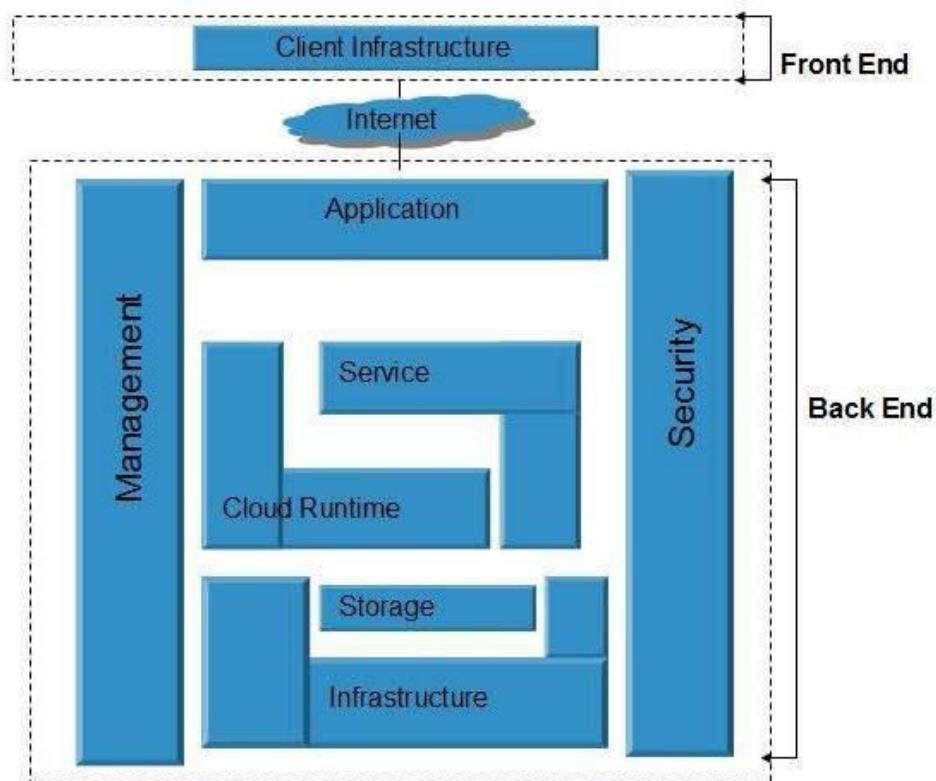 Client Infrastructure
Front End
Internet
Application
Management
Security
Service
Back End
Cloud Runtime
Storage
Infrastructure